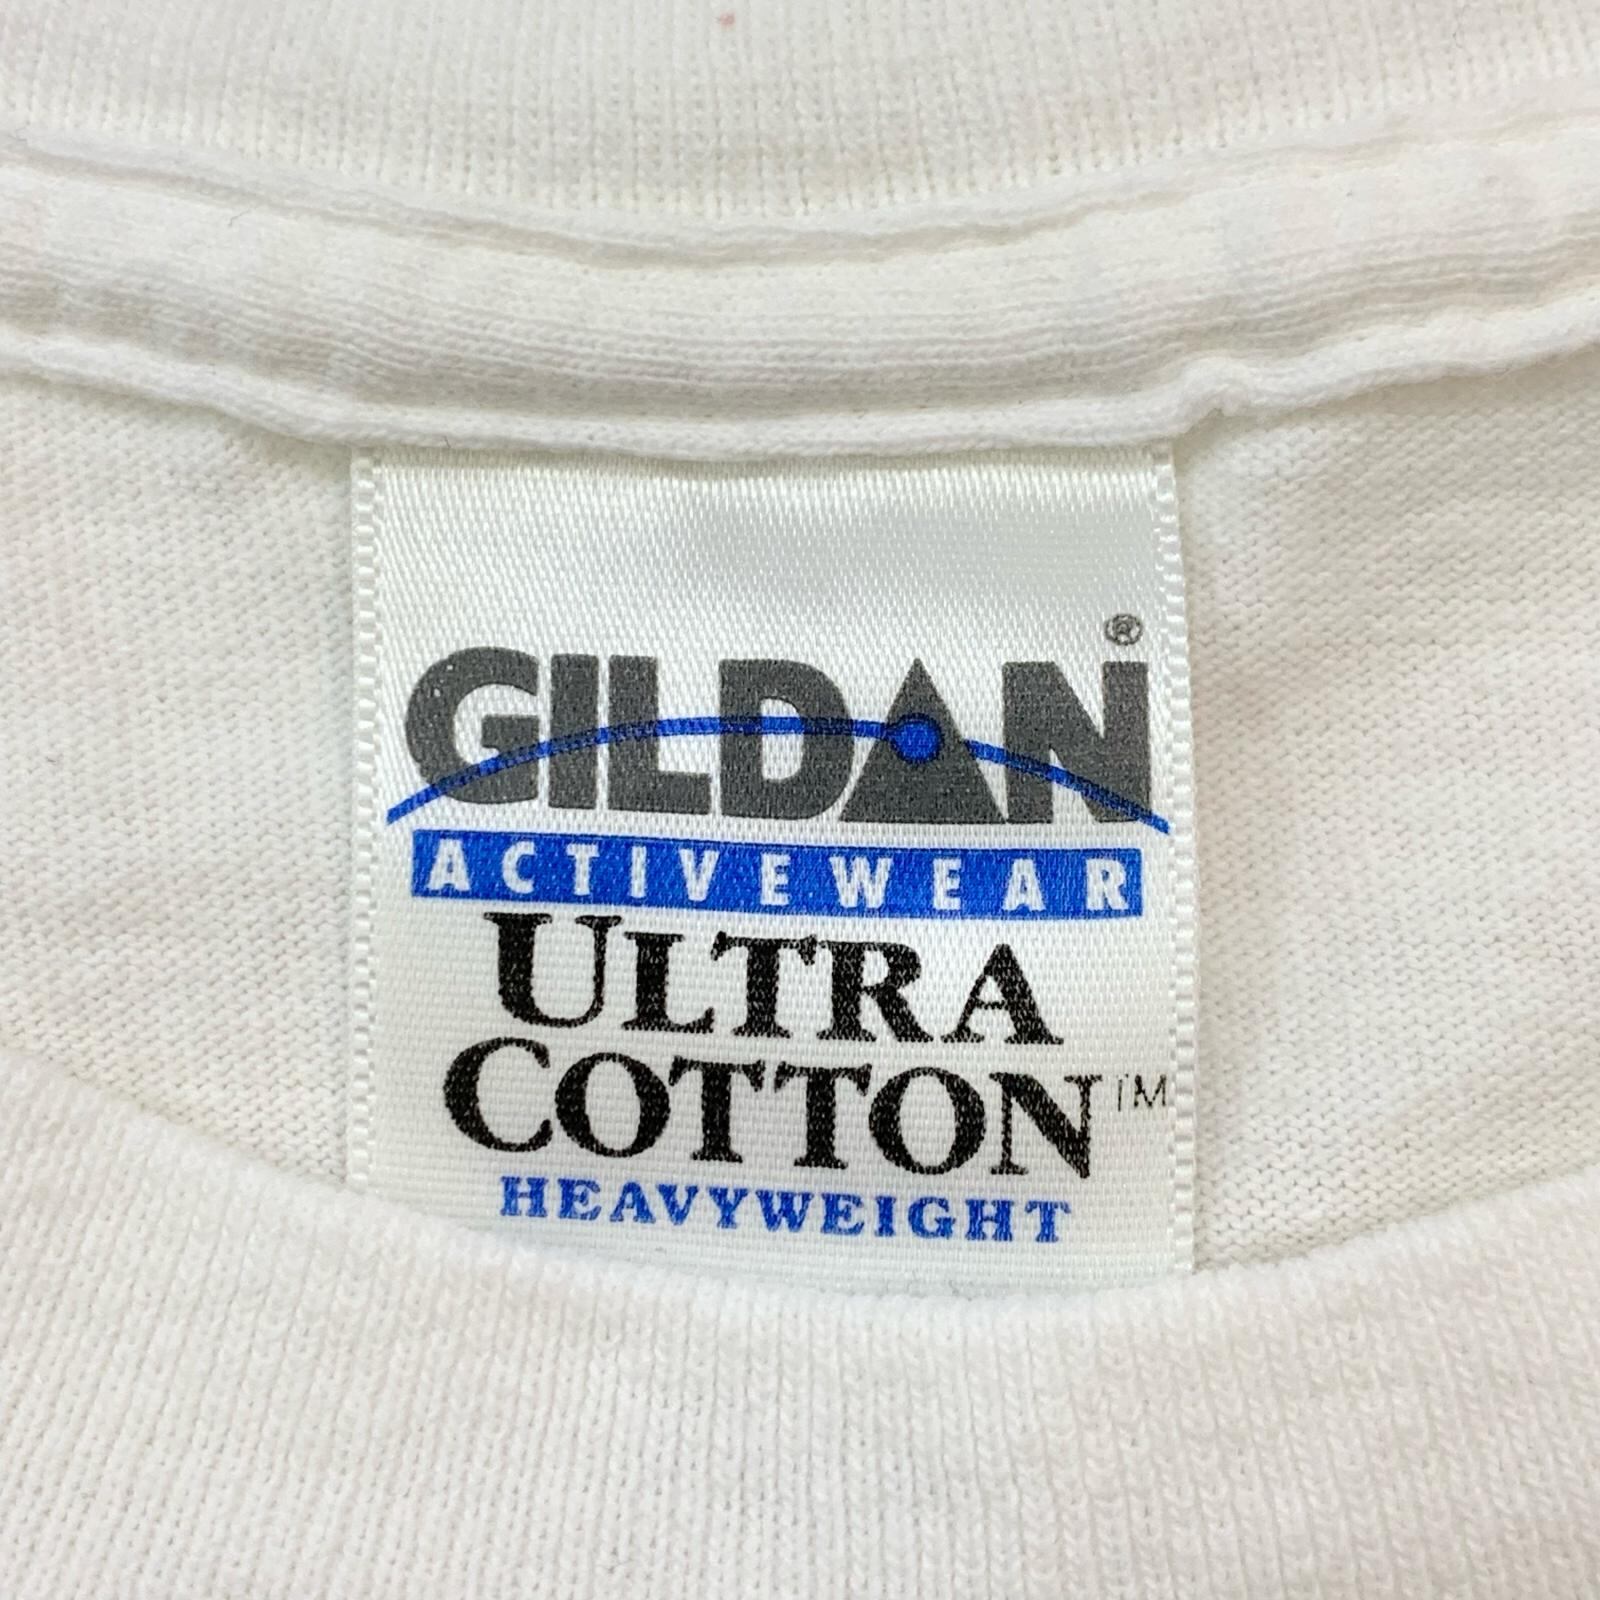 GILDAN®
ACTIVEWEAR
ULTRA
COTTON™
HEAVYWEIGHT